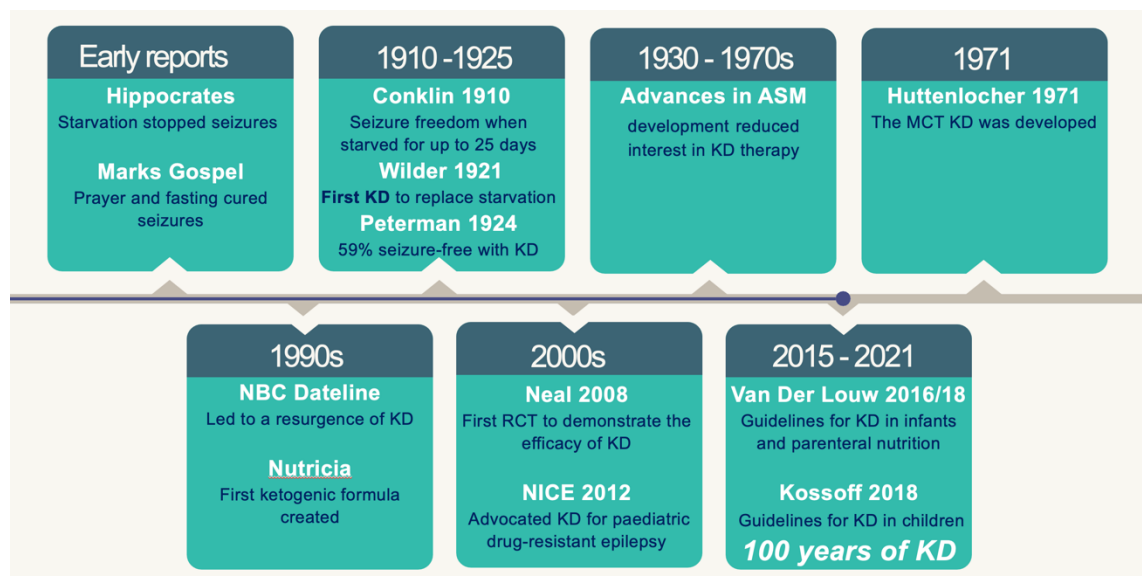 Early reports
Hippocrates
Starvation stopped seizures
Marks Gospel
Prayer and fasting cured
seizures
1910 -1925
Conklin 1910
Seizure freedom when
starved for up to 25 days
Wilder 1921
First KD to replace starvation
Peterman 1924
59% seizure-free with KD
1930 - 1970s
Advances in ASM
development reduced
interest in KD therapy
1971
Huttenlocher 1971
The MCT KD was developed
1990s
NBC Dateline
Led to a resurgence of KD
Nutricia
First ketogenic formula
created
2000s
Neal 2008
First RCT to demonstrate the
efficacy of KD
NICE 2012
Advocated KD for paediatric
drug-resistant epilepsy
2015 - 2021
Van Der Louw 2016/18
Guidelines for KD in infants
and parenteral nutrition
Kossoff 2018
Guidelines for KD in children
100 years of KD